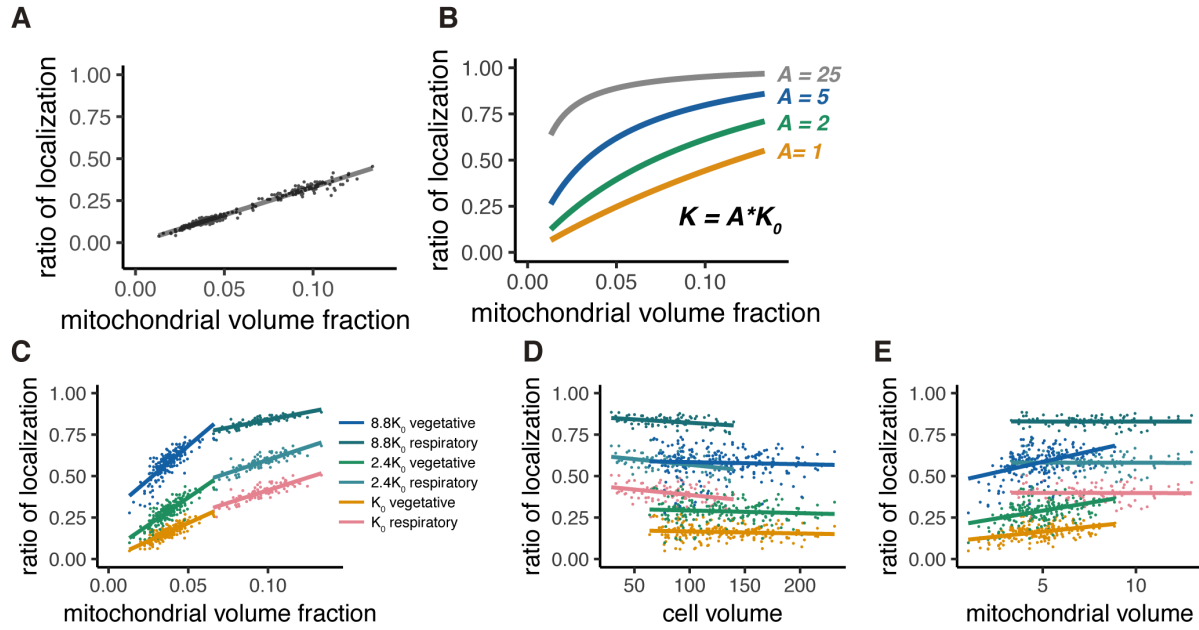 A
ratio of localization
1.00
0.75
0.50
0.25
0.00
0.00 0.05 0.10
mitochondrial volume fraction
B
ratio of localization
1.00
0.75
0.50
0.25
0.00
A = 25
A = 5
A = 2
A= 1
K = A*K₀
0.00 0.05 0.10
mitochondrial volume fraction
C
ratio of localization
1.00
0.75
0.50
0.25
0.00
0.00 0.05 0.10
mitochondrial volume fraction
8.8K₀ vegetative
8.8K₀ respiratory
2.4K₀ vegetative
2.4K₀ respiratory
K₀ vegetative
K₀ respiratory
D
ratio of localization
1.00
0.75
0.50
0.25
0.00
50 100 150 200
cell volume
E
ratio of localization
1.00
0.75
0.50
0.25
0.00
5 10
mitochondrial volume